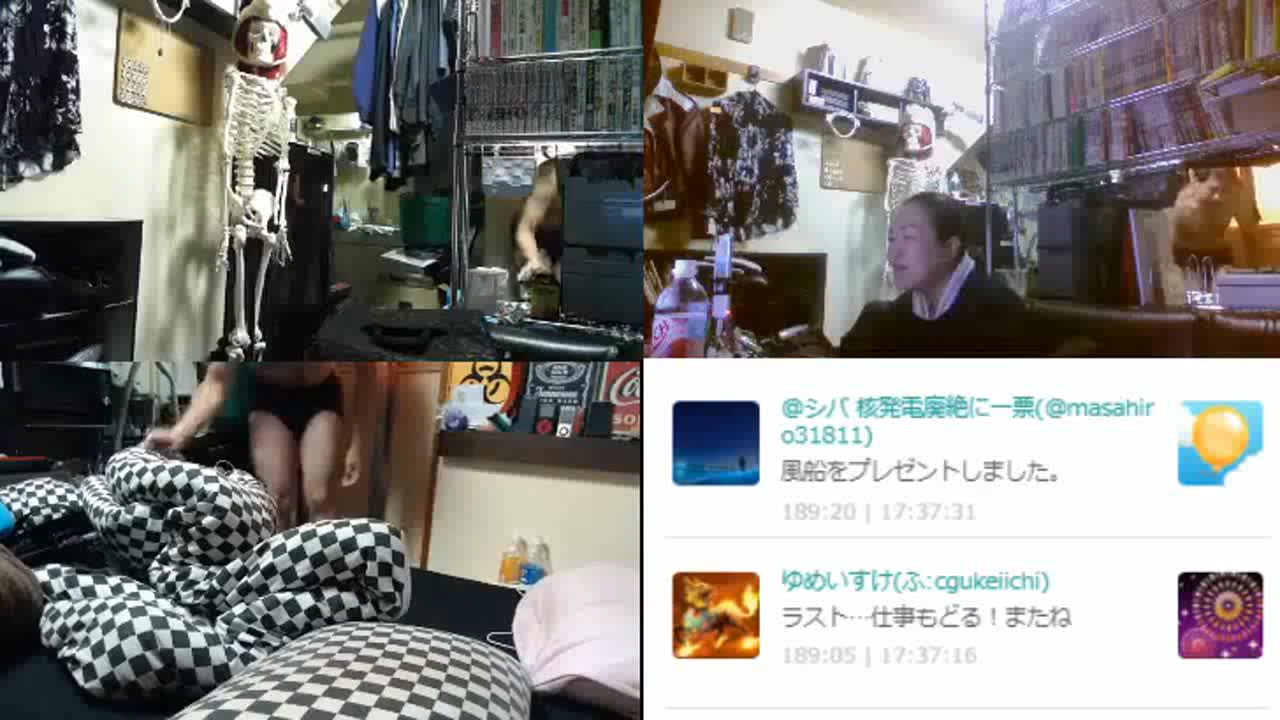 @シバ 核発電廃絶に一票(@masahir
o31811)
風船をプレゼントしました。
189:20 | 17:37:31
ゆめいすけ(ふ:cgukeiichi)
ラスト…仕事もどる！またね
189:05 | 17:37:16
Coca
SO